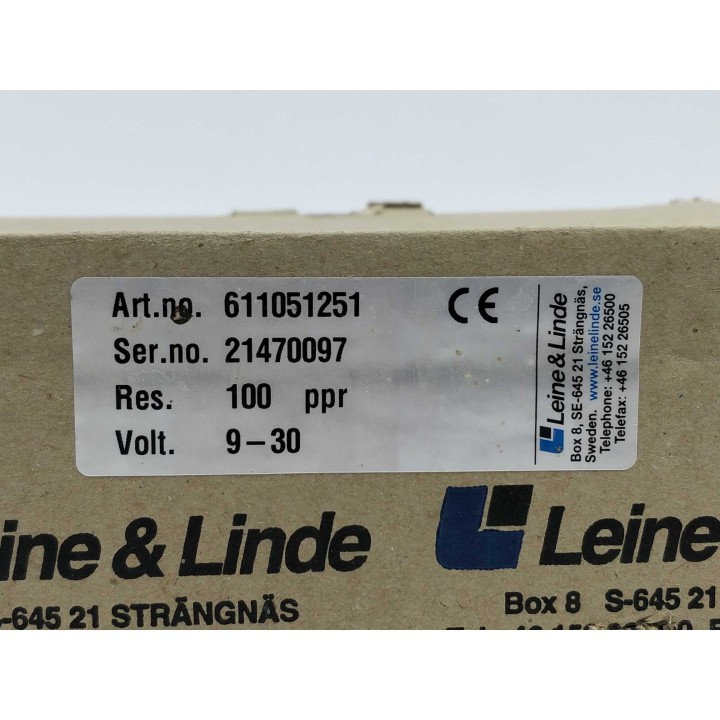 Art.no. 611051251
Ser.no. 21470097
Res. 100 ppr
Volt. 9–30
CE
Leine & Linde
Box 8, SE-645 21 Strängnäs,
Sweden. www.leinelinde.se
Telephone: +46 152 26500
Telefax: +46 152 26505
ine & Linde
-645 21 STRÄNGNÄS
Leine
Box 8 S-645 21